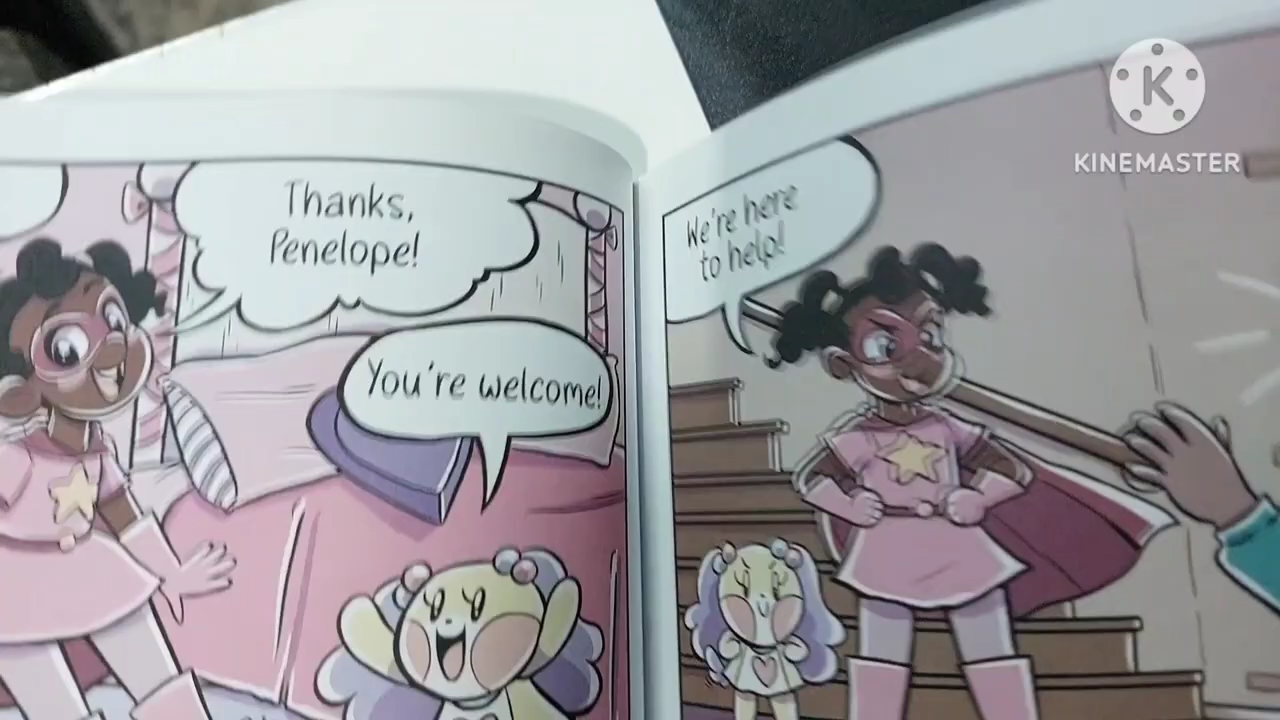 Thanks,
Penelope!
You're welcome!
We're here
to help!
K
KINEMASTER